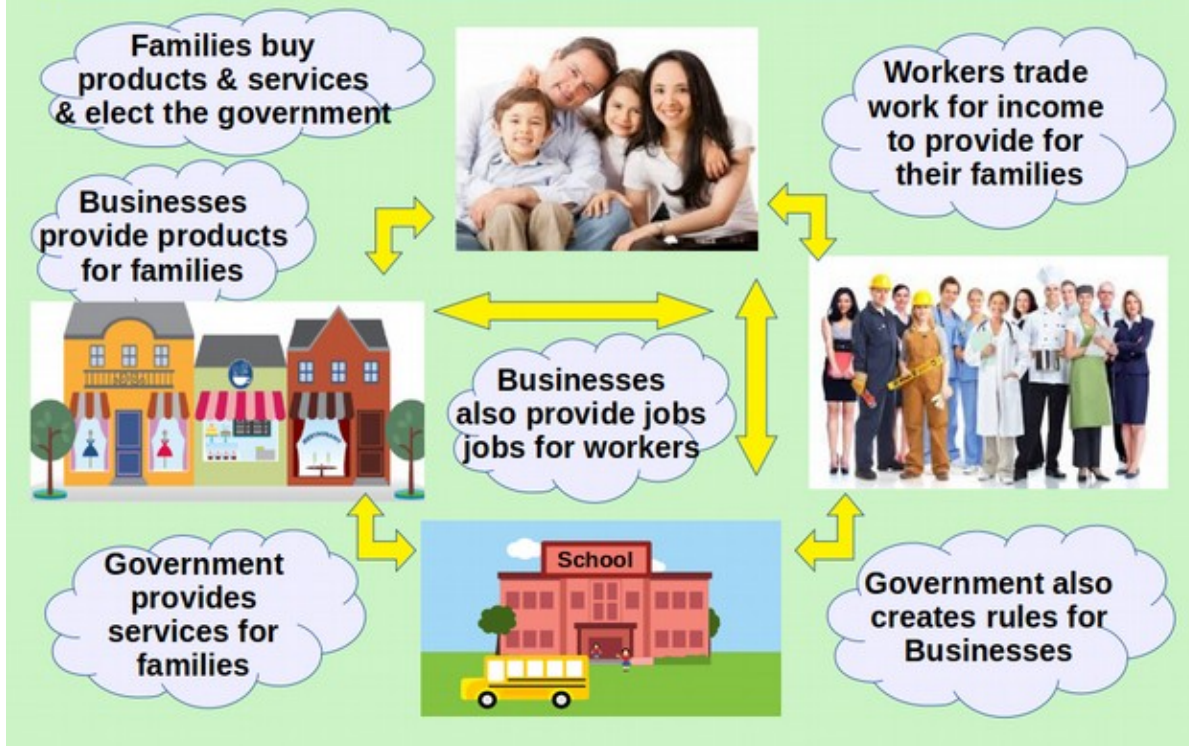 Families buy
products & services
& elect the government
Workers trade
work for income
to provide for
their families
Businesses
provide products
for families
Businesses
also provide jobs
jobs for workers
School
Government
provides
services for
families
Government also
creates rules for
Businesses